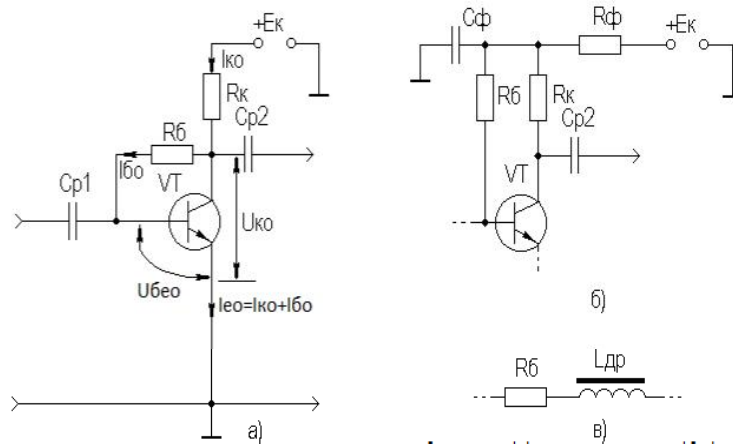 +Eк
Iко
Rк
Rб
Cр2
Iбо
VT
Cр1
Uко
Uбео
Iео=Iко+Iбо
а)
Cф
Rф
+Eк
Rб
Rк
Cр2
VT
б)
Rб
Lдр
в)